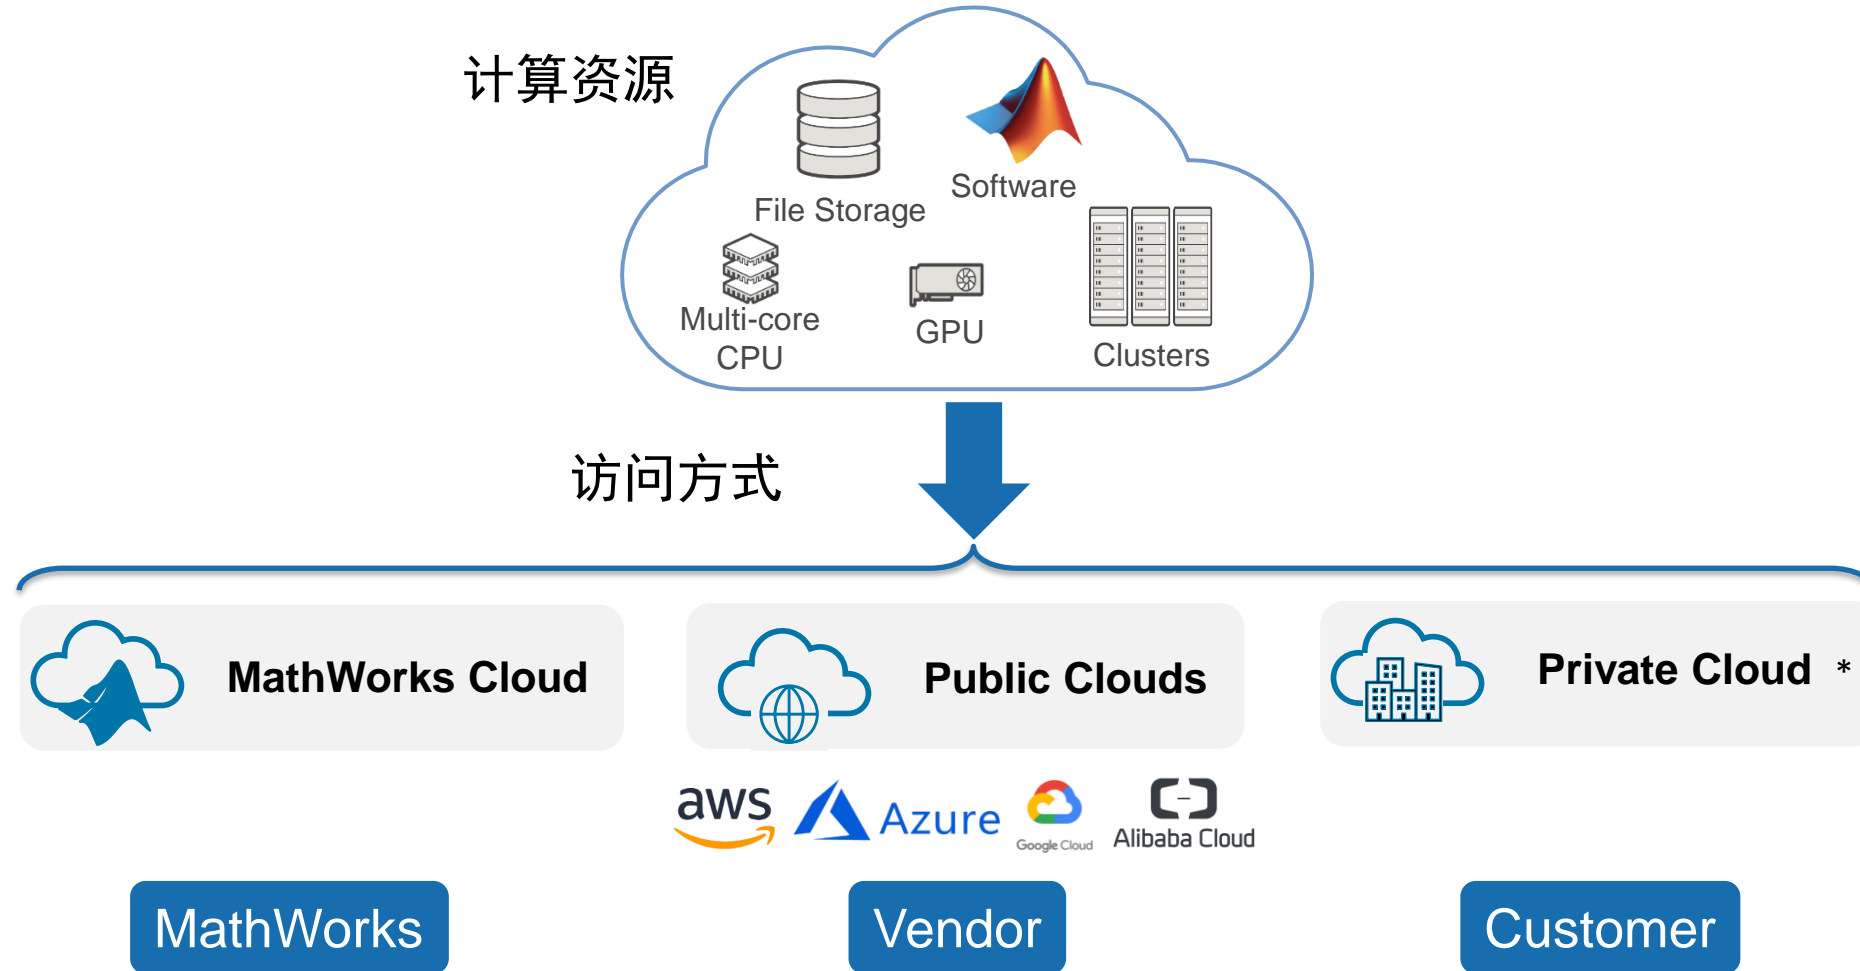 计算资源
File Storage
Software
Multi-core
CPU
GPU
Clusters
访问方式
MathWorks Cloud
Public Clouds
Private Cloud *
aws
Azure
Google Cloud
Alibaba Cloud
MathWorks
Vendor
Customer